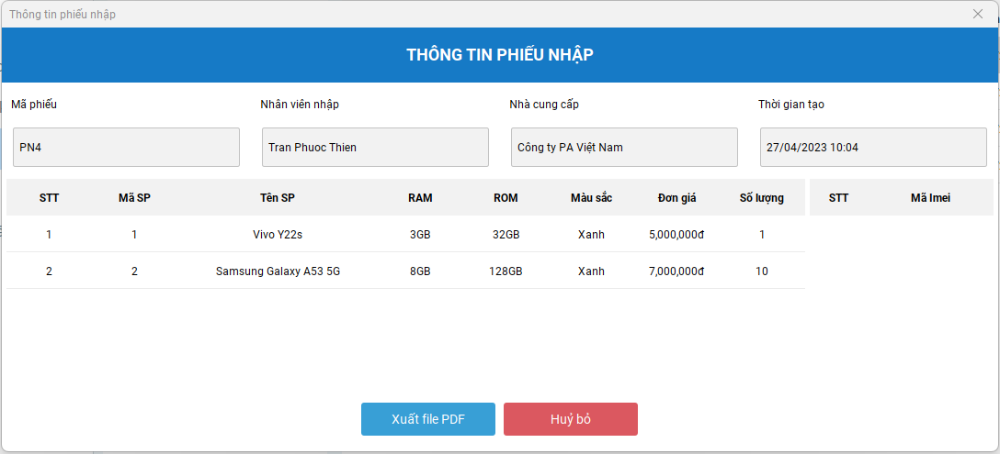 Thông tin phiếu nhập
THÔNG TIN PHIẾU NHẬP
Mã phiếu Nhân viên nhập Nhà cung cấp Thời gian tạo
PN4 Tran Phuoc Thien Công ty PA Việt Nam 27/04/2023 10:04
STT Mã SP Tên SP RAM ROM Màu sắc Đơn giá Số lượng STT Mã Imei
1 1 Vivo Y22s 3GB 32GB Xanh 5,000,000đ 1
2 2 Samsung Galaxy A53 5G 8GB 128GB Xanh 7,000,000đ 10
Xuất file PDF Huỷ bỏ